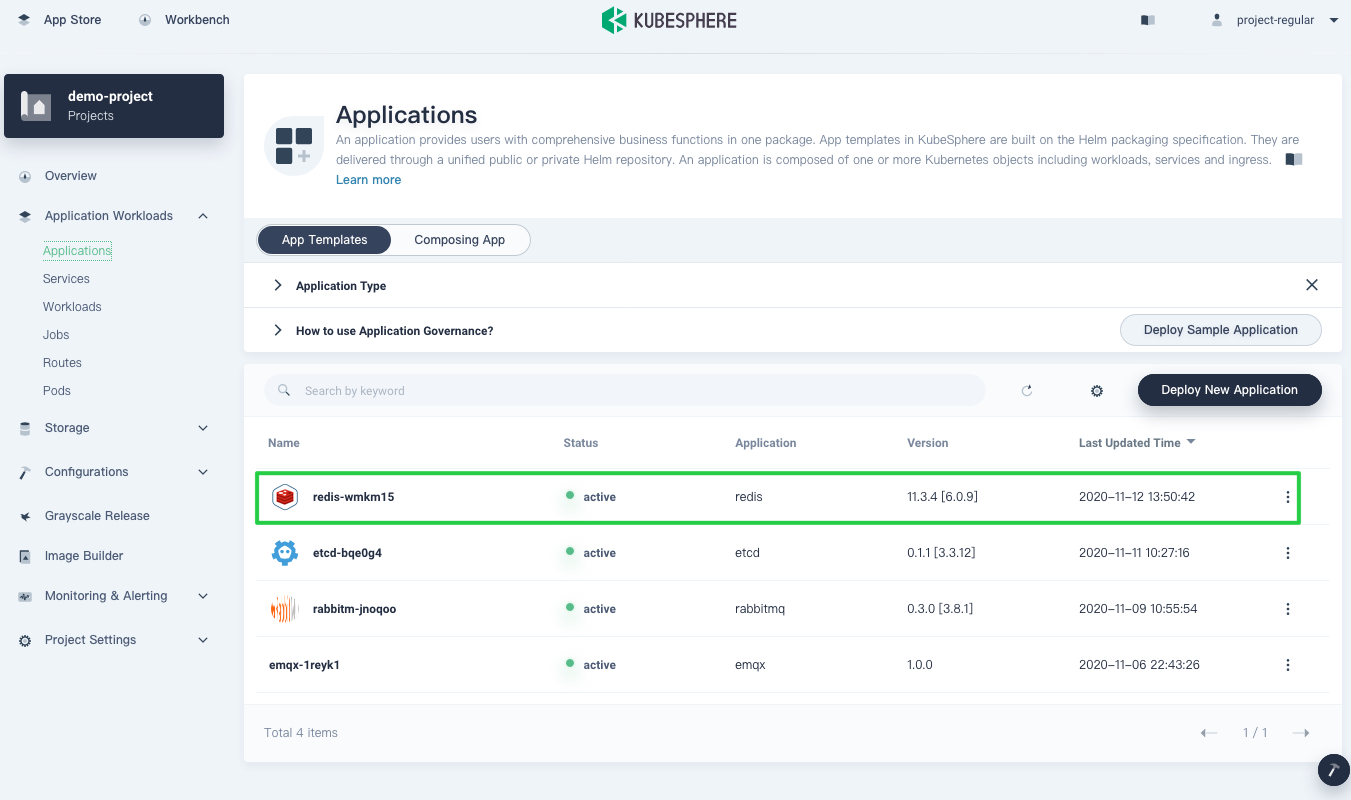 App Store
Workbench
KUBESPHERE
project-regular
demo-project
Projects
Overview
Application Workloads
Applications
Services
Workloads
Jobs
Routes
Pods
Storage
Configurations
Grayscale Release
Image Builder
Monitoring & Alerting
Project Settings
Applications
An application provides users with comprehensive business functions in one package. App templates in KubeSphere are built on the Helm packaging specification. They are
delivered through a unified public or private Helm repository. An application is composed of one or more Kubernetes objects including workloads, services and ingress.
Learn more
App Templates Composing App
Application Type
How to use Application Governance? Deploy Sample Application
Search by keyword Deploy New Application
Name Status Application Version Last Updated Time
redis-wmkm15 active redis 11.3.4 [6.0.9] 2020-11-12 13:50:42
etcd-bqe0g4 active etcd 0.1.1 [3.3.12] 2020-11-11 10:27:16
rabbitm-jnoqoo active rabbitmq 0.3.0 [3.8.1] 2020-11-09 10:55:54
emqx-1reyk1 active emqx 1.0.0 2020-11-06 22:43:26
Total 4 items 1 / 1